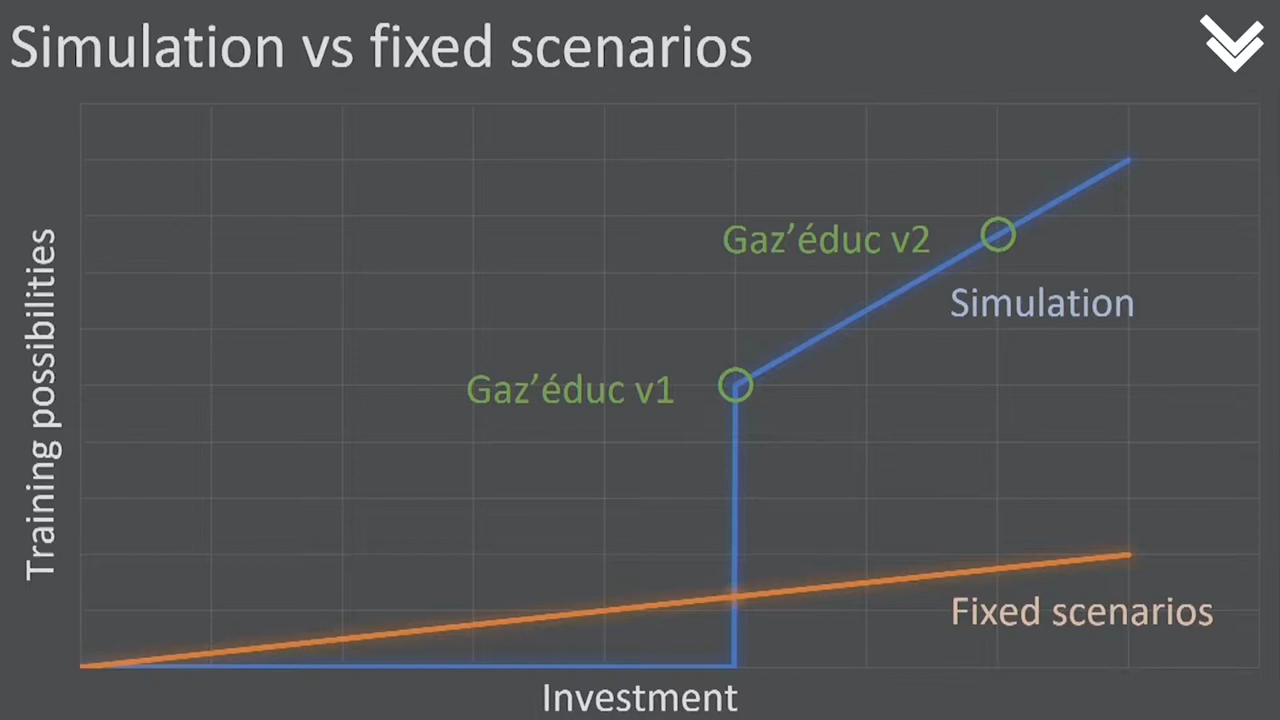 Simulation vs fixed scenarios
Training possibilities
Gaz’éduc v2
Simulation
Gaz’éduc v1
Fixed scenarios
Investment